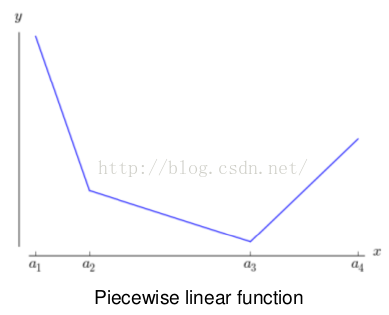 y
http://blog.csdn.net/
x
a₁ a₂ a₃ a₄
Piecewise linear function